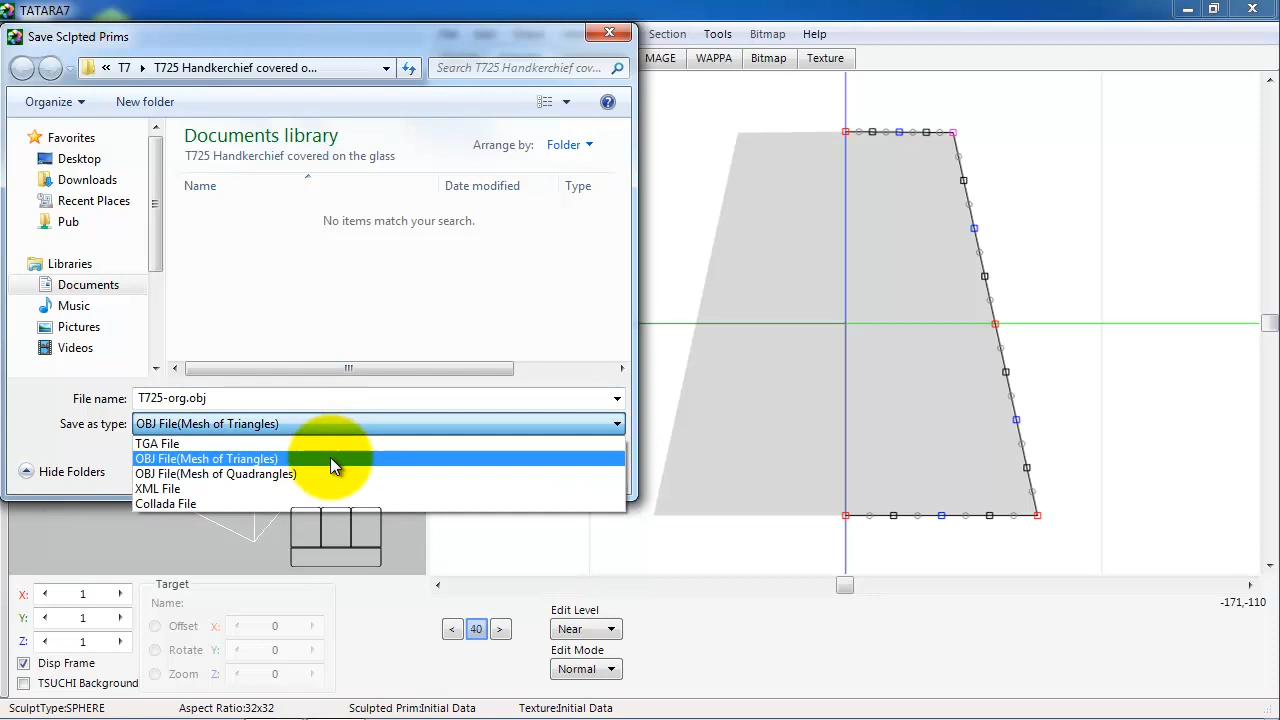 TATARA7
Save Sclpted Prims
Section Tools Bitmap Help
« T7 T725 Handkerchief covered o...
Search T725 Handkerchief cov...
MAGE WAPPA Bitmap Texture
Organize New folder
Favorites
Desktop
Downloads
Recent Places
Pub
Libraries
Documents
Music
Pictures
Videos
Documents library
T725 Handkerchief covered on the glass
Arrange by: Folder
Name Date modified Type
No items match your search.
File name: T725-org.obj
Save as type: OBJ File(Mesh of Triangles)
TGA File
OBJ File(Mesh of Triangles)
OBJ File(Mesh of Quadrangles)
XML File
Collada File
Hide Folders
X: 1
Y: 1
Z: 1
Disp Frame
TSUCHI Background
Target
Name:
Offset X: 0
Rotate Y: 0
Zoom Z: 0
< 40 >
Edit Level
Near
Edit Mode
Normal
-171,-110
SculptType:SPHERE Aspect Ratio:32x32 Sculpted Prim:Initial Data Texture:Initial Data